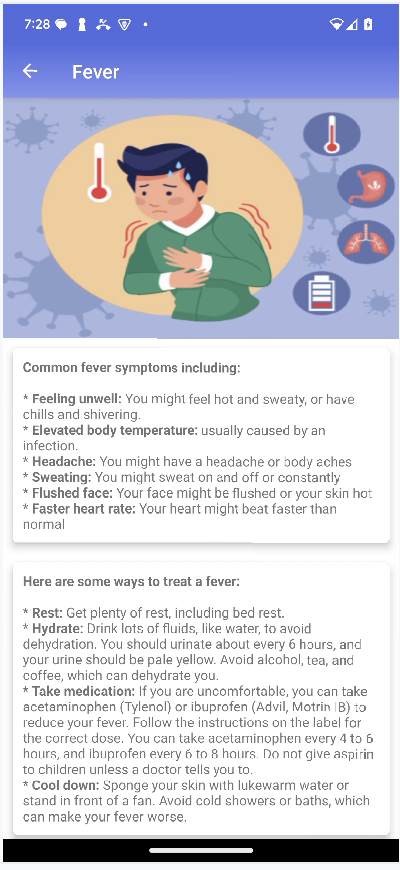 7:28
Fever
Common fever symptoms including:
* Feeling unwell: You might feel hot and sweaty, or have
chills and shivering.
* Elevated body temperature: usually caused by an
infection.
* Headache: You might have a headache or body aches
* Sweating: You might sweat on and off or constantly
* Flushed face: Your face might be flushed or your skin hot
* Faster heart rate: Your heart might beat faster than
normal
Here are some ways to treat a fever:
* Rest: Get plenty of rest, including bed rest.
* Hydrate: Drink lots of fluids, like water, to avoid
dehydration. You should urinate about every 6 hours, and
your urine should be pale yellow. Avoid alcohol, tea, and
coffee, which can dehydrate you.
* Take medication: If you are uncomfortable, you can take
acetaminophen (Tylenol) or ibuprofen (Advil, Motrin IB) to
reduce your fever. Follow the instructions on the label for
the correct dose. You can take acetaminophen every 4 to 6
hours, and ibuprofen every 6 to 8 hours. Do not give aspirin
to children unless a doctor tells you to.
* Cool down: Sponge your skin with lukewarm water or
stand in front of a fan. Avoid cold showers or baths, which
can make your fever worse.